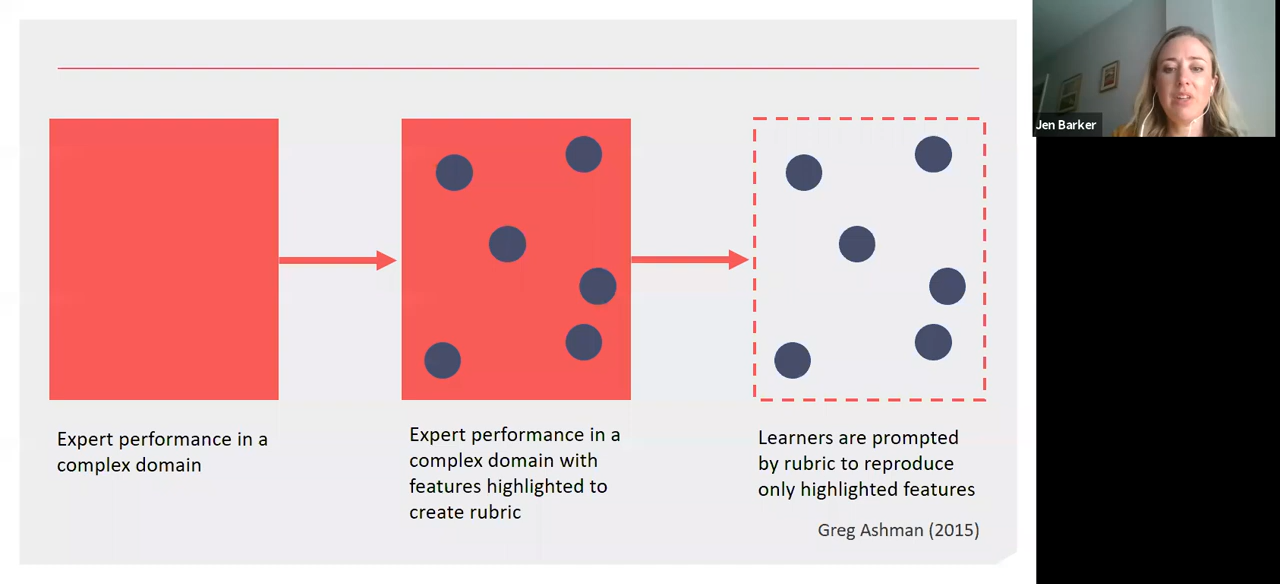 Jen Barker
Expert performance in a
complex domain
Expert performance in a
complex domain with
features highlighted to
create rubric
Learners are prompted
by rubric to reproduce
only highlighted features
Greg Ashman (2015)